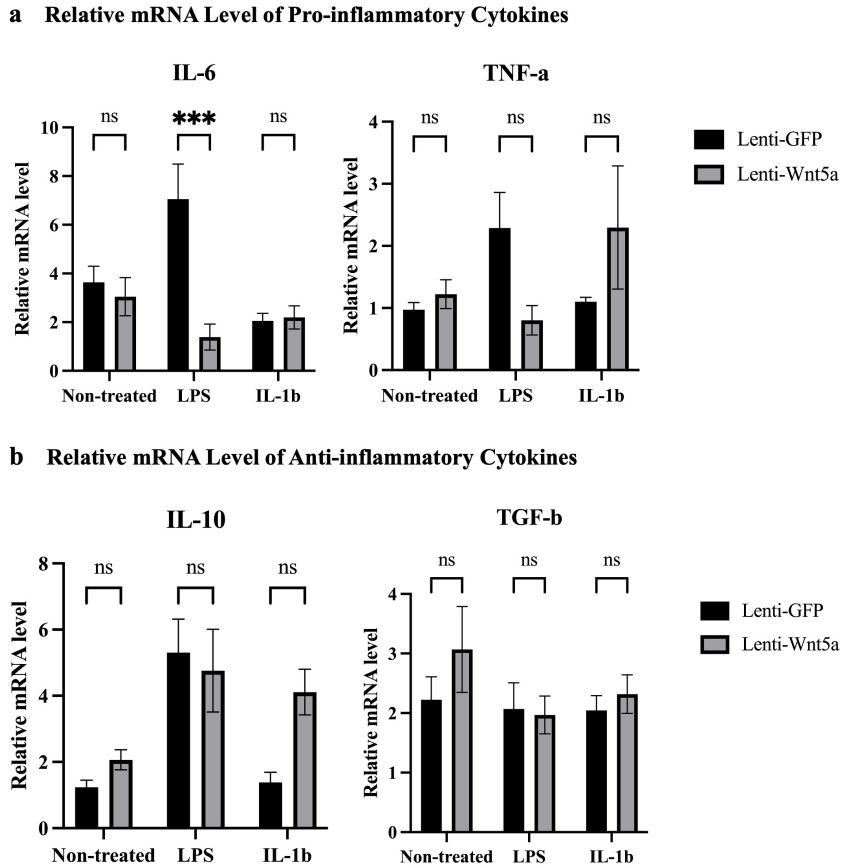 a Relative mRNA Level of Pro-inflammatory Cytokines
IL-6
TNF-a
ns *** ns
ns ns ns
Relative mRNA level
10
8
6
4
2
0
Non-treated LPS IL-1b
Relative mRNA level
4
3
2
1
0
Non-treated LPS IL-1b
Lenti-GFP
Lenti-Wnt5a
b Relative mRNA Level of Anti-inflammatory Cytokines
IL-10
TGF-b
ns ns ns
ns ns ns
Relative mRNA level
8
6
4
2
0
Non-treated LPS IL-1b
Relative mRNA level
4
3
2
1
0
Non-treated LPS IL-1b
Lenti-GFP
Lenti-Wnt5a